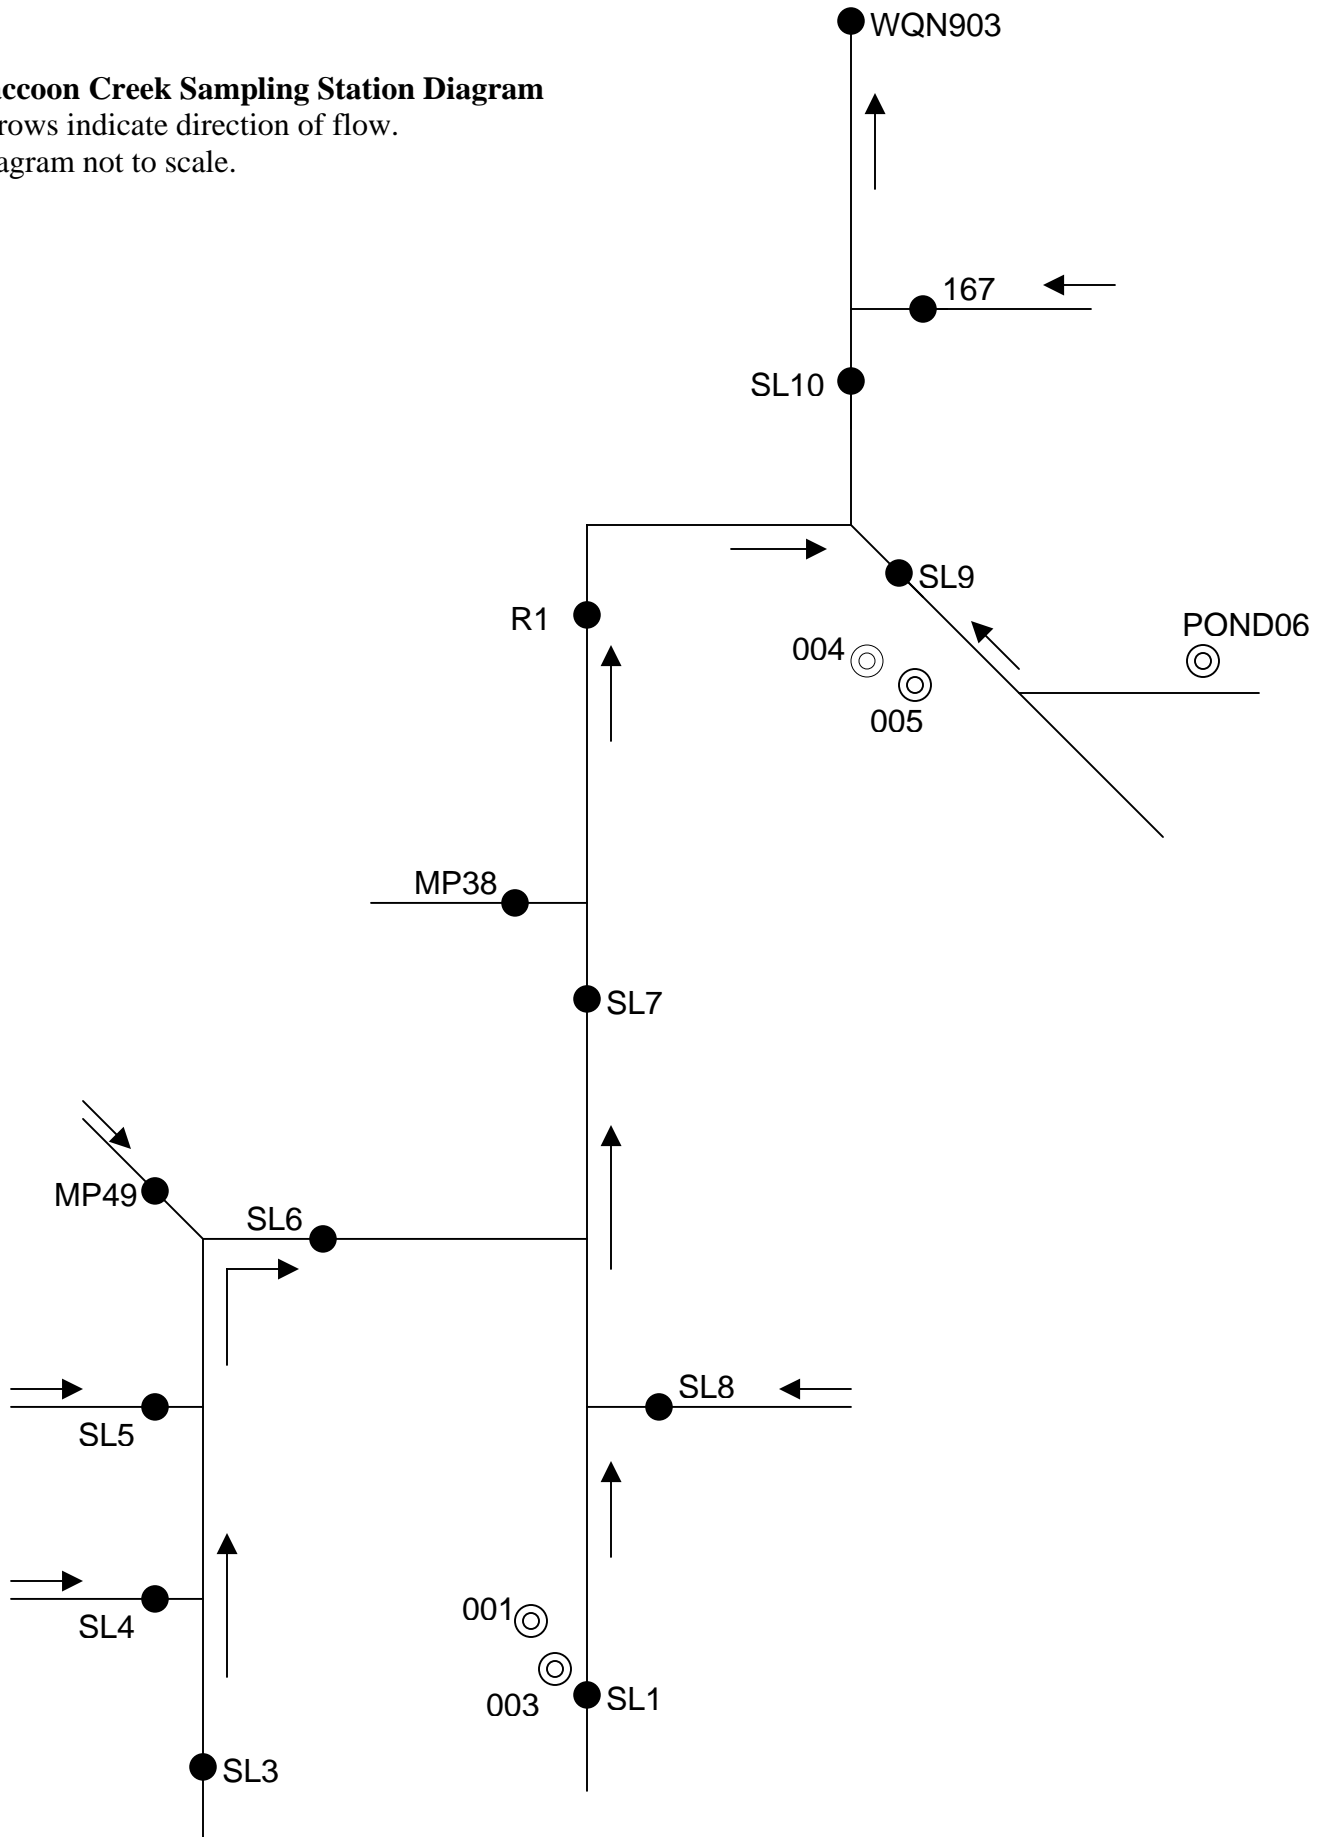 WQN903
ccoon Creek Sampling Station Diagram
rows indicate direction of flow.
agram not to scale.
167
SL10
SL9
R1
POND06
004
005
MP38
SL7
MP49
SL6
SL8
SL5
001
SL4
003
SL1
SL3